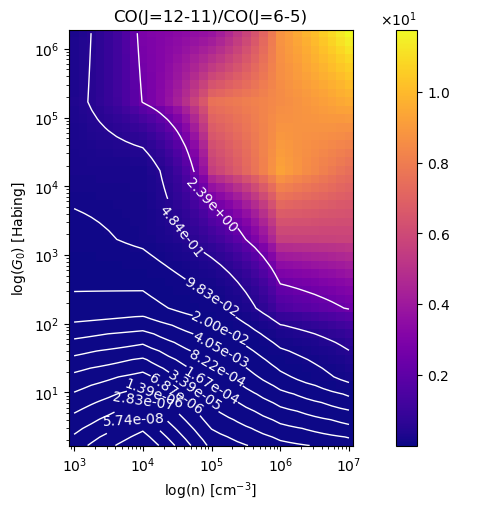 CO(J=12-11)/CO(J=6-5)
×10¹
10⁶
10⁵
10⁴
10³
10²
10¹
log(G₀) [Habing]
2.39e+00
4.84e-01
9.83e-02
2.00e-02
4.05e-03
8.22e-04
1.67e-04
3.39e-05
6.87e-06
1.39e-06
2.83e-07
5.74e-08
10³
10⁴
10⁵
10⁶
10⁷
log(n) [cm⁻³]
1.0
0.8
0.6
0.4
0.2